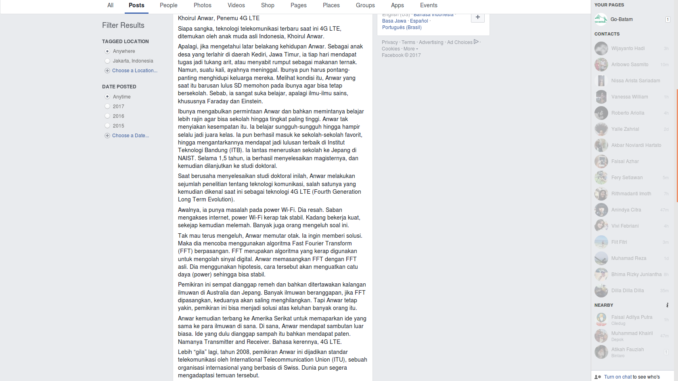 All
Posts
People
Photos
Videos
Shop
Pages
Places
Groups
Apps
Events
Filter Results
TAGGED LOCATION
Anywhere
Jakarta, Indonesia
Choose a Location...
DATE POSTED
Anytime
2017
2016
2015
Choose a Date...
Khoirul Anwar, Penemu 4G LTE
Siapa sangka, teknologi telekomunikasi terbaru saat ini 4G LTE,
ditemukan oleh anak muda asli Indonesia, Khoirul Anwar.
Apalagi, jika mengetahui latar belakang kehidupan Anwar. Sebagai anak
desa yang terlahir di daerah Kediri, Jawa Timur, ia tiap hari mendapat
tugas jadi tukang arit, atau menyabit rumput sebagai makanan ternak.
Namun, suatu kali, ayahnya meninggal. Ibunya pun harus pontang-
panting menghidupi keluarga mereka. Melihat kondisi itu, Anwar yang
saat itu barusan lulus SD memohon pada ibunya agar bisa tetap
bersekolah. Sebab, ia sangat suka belajar, apalagi ilmu-ilmu sains,
khususnya Faraday dan Einstein.
Ibunya mengabulkan permintaan Anwar dan bahkan memintanya belajar
lebih rajin agar bisa sekolah hingga tingkat paling tinggi. Anwar tak
menyiakan kesempatan itu. Ia belajar sungguh-sungguh hingga hampir
selalu jadi juara kelas. Ia pun berhasil masuk ke sekolah-sekolah favorit,
hingga mengantarkannya mendapat jadi lulusan terbaik di Institut
Teknologi Bandung (ITB). Ia lantas meneruskan sekolah ke Jepang di
NAIST. Selama 1,5 tahun, ia berhasil menyelesaikan magisternya, dan
kemudian dilanjutkan ke studi doktoral.
Saat berusaha menyelesaikan studi doktoral inilah, Anwar melakukan
sejumlah penelitian tentang teknologi komunikasi, salah satunya yang
kemudian dikenal saat ini sebagai teknologi 4G LTE (Fourth Generation
Long Term Evolution).
Awalnya, ia punya masalah pada power Wi-Fi. Dia resah. Saban
mengakses internet, power Wi-Fi kerap tak stabil. Kadang bekerja kuat,
sekejap kemudian melemah. Banyak juga orang mengeluh soal ini.
Tak mau terus mengeluh, Anwar memutar otak. Ia ingin memberi solusi.
Maka dia mencoba menggunakan algoritma Fast Fourier Transform
(FFT) berpasangan. FFT merupakan algoritma yang kerap digunakan
untuk mengolah sinyal digital. Anwar memasangkan FFT dengan FFT
asli. Dia menggunakan hipotesis, cara tersebut akan menguatkan catu
daya (power) sehingga bisa stabil.
Pemikiran ini sempat dianggap remeh dan bahkan ditertawakan kalangan
ilmuwan di Australia dan Jepang. Banyak ilmuwan beranggapan, jika FFT
dipasangkan, keduanya akan saling menghilangkan. Tapi Anwar tetap
yakin, pemikiran ini bisa menjadi solusi atas keluhan banyak orang itu.
Anwar kemudian terbang ke Amerika Serikat untuk memaparkan ide yang
sama ke para ilmuwan di sana. Di sana, Anwar mendapat sambutan luar
biasa. Ide yang dulu dianggap sampah itu bahkan mendapat paten.
Namanya Transmitter and Receiver. Bahasa kerennya, 4G LTE.
Lebih "gila" lagi, tahun 2008, pemikiran Anwar ini dijadikan standar
telekomunikasi oleh International Telecommunication Union (ITU), sebuah
organisasi internasional yang berbasis di Swiss. Dunia pun segera
mengadaptasi temuan tersebut.
English (US) · Bahasa Indonesia ·
Basa Jawa · Español ·
Português (Brasil)
Privacy · Terms · Advertising · Ad Choices ·
Cookies · More
Facebook © 2017
YOUR PAGES
Go-Batam
CONTACTS
NEARBY
Turn on chat to see who's